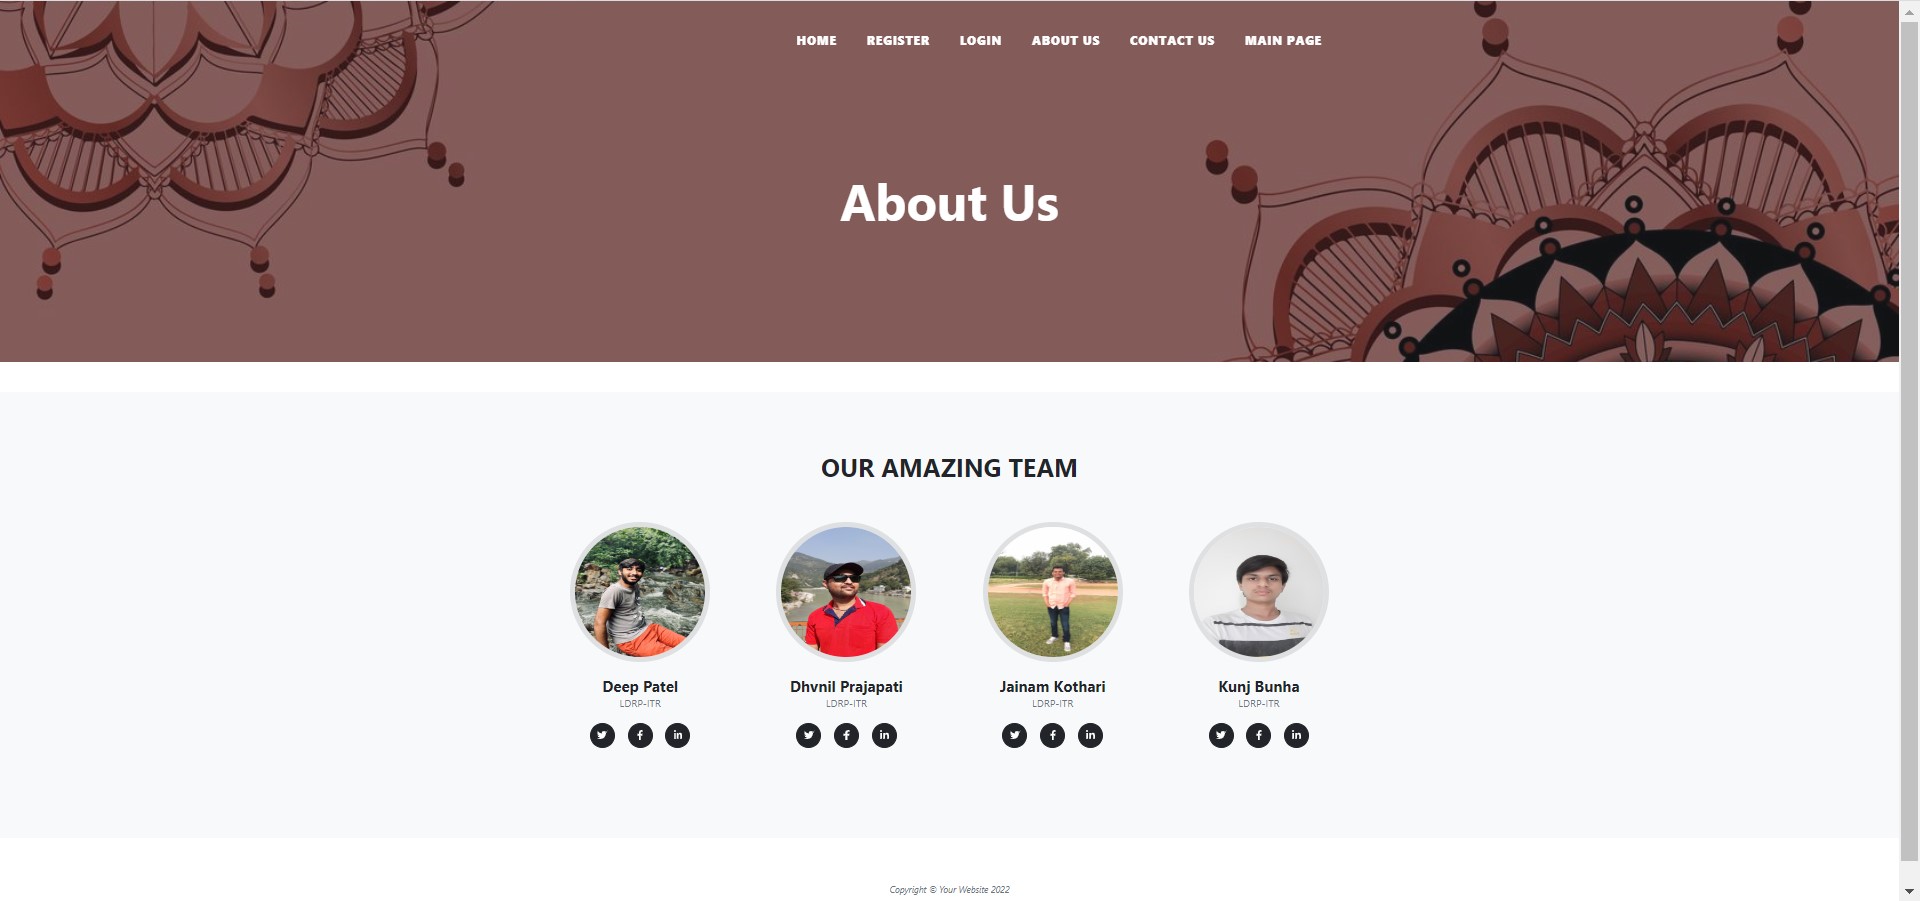 HOME REGISTER LOGIN ABOUT US CONTACT US MAIN PAGE
About Us
OUR AMAZING TEAM
Deep Patel Dhvnil Prajapati Jainam Kothari Kunj Bunha
LDRP-ITR LDRP-ITR LDRP-ITR LDRP-ITR
Copyright © Your Website 2022